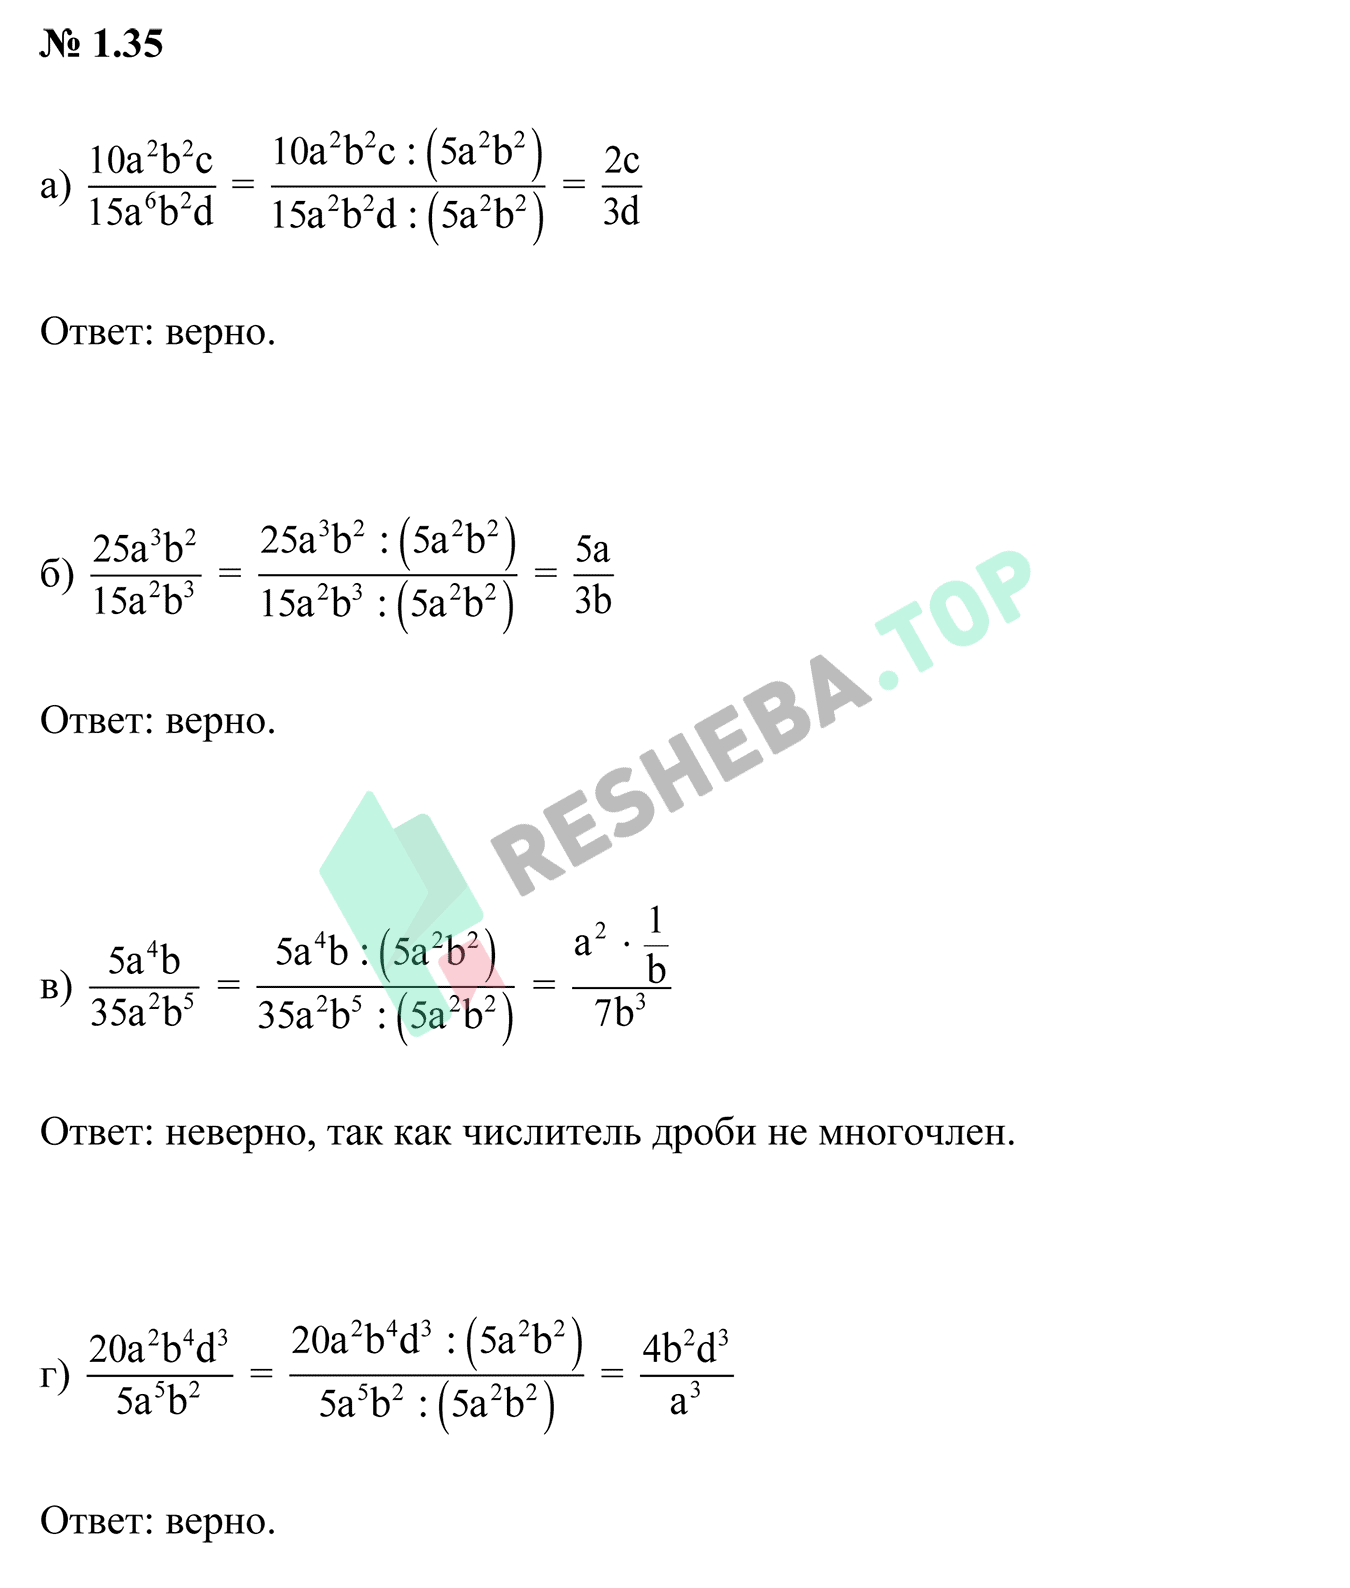 № 1.35
а) \frac{10a^2b^2c}{15a^6b^2d} = \frac{10a^2b^2c : (5a^2b^2)}{15a^2b^2d : (5a^2b^2)} = \frac{2c}{3d}
Ответ: верно.
б) \frac{25a^3b^2}{15a^2b^3} = \frac{25a^3b^2 : (5a^2b^2)}{15a^2b^3 : (5a^2b^2)} = \frac{5a}{3b}
Ответ: верно.
RESHEBA.TOP
в) \frac{5a^4b}{35a^2b^5} = \frac{5a^4b : (5a^2b^2)}{35a^2b^5 : (5a^2b^2)} = \frac{a^2 · \frac{1}{b}}{7b^3}
Ответ: неверно, так как числитель дроби не многочлен.
г) \frac{20a^2b^4d^3}{5a^5b^2} = \frac{20a^2b^4d^3 : (5a^2b^2)}{5a^5b^2 : (5a^2b^2)} = \frac{4b^2d^3}{a^3}
Ответ: верно.